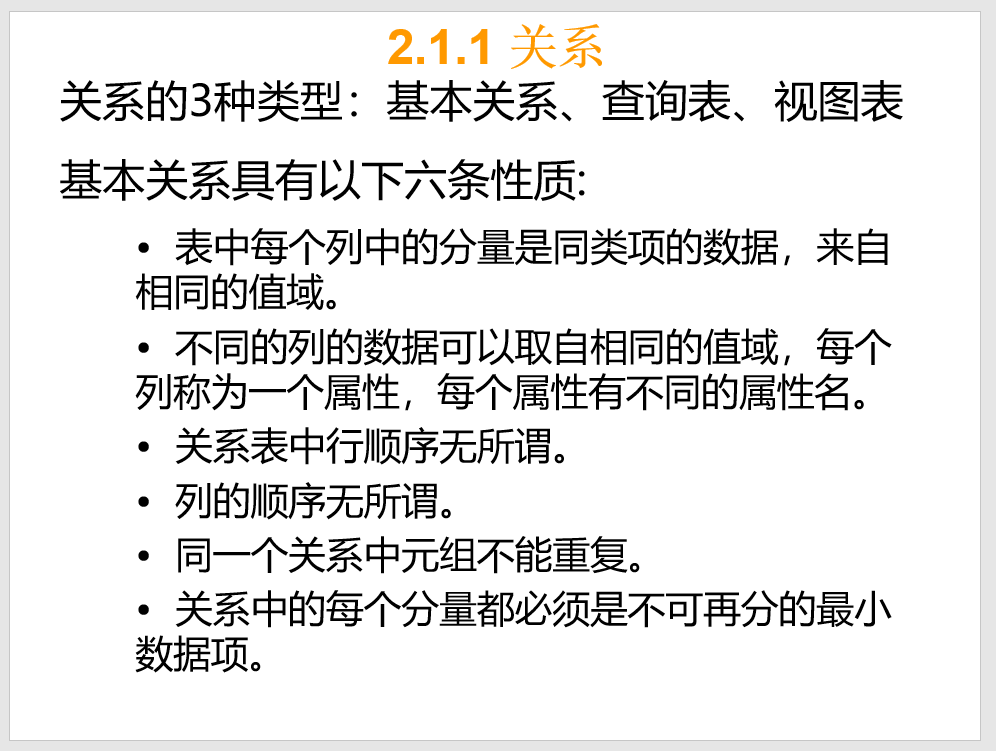 2.1.1 关系
关系的3种类型：基本关系、查询表、视图表
基本关系具有以下六条性质:
• 表中每个列中的分量是同类项的数据，来自
相同的值域。
• 不同的列的数据可以取自相同的值域，每个
列称为一个属性，每个属性有不同的属性名。
• 关系表中行顺序无所谓。
• 列的顺序无所谓。
• 同一个关系中元组不能重复。
• 关系中的每个分量都必须是不可再分的最小
数据项。